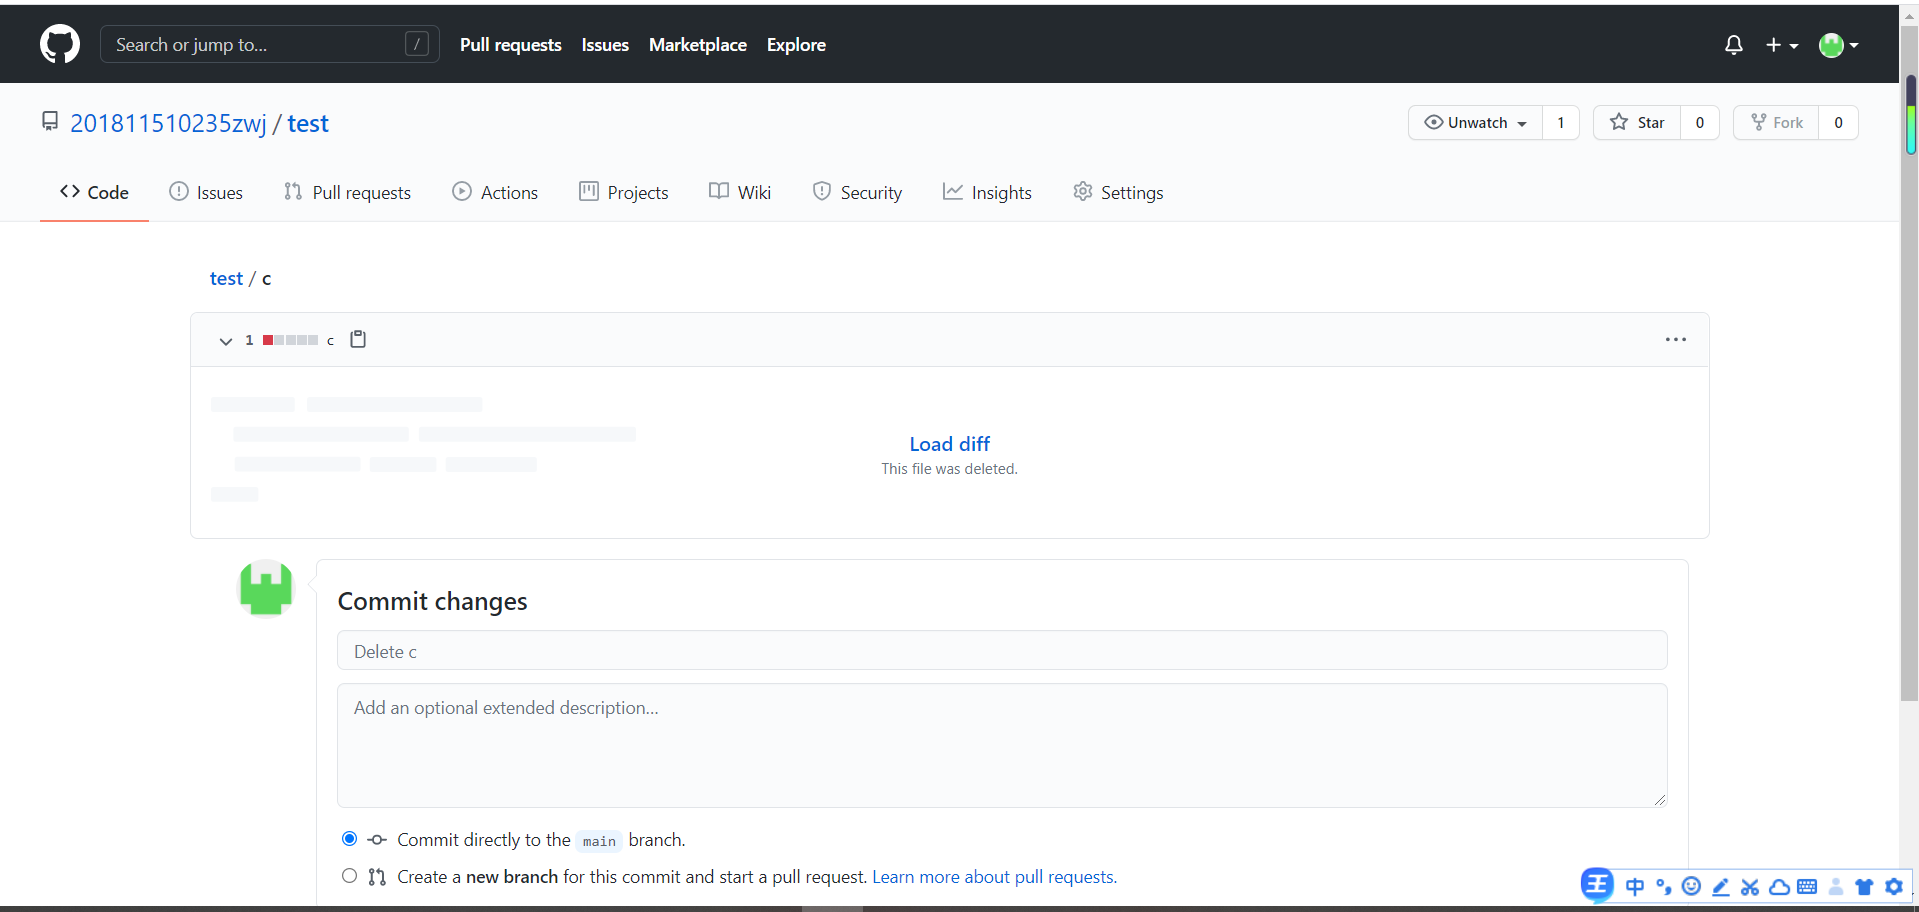 Search or jump to... / Pull requests Issues Marketplace Explore
201811510235zwj / test Unwatch 1 Star 0 Fork 0
Code Issues Pull requests Actions Projects Wiki Security Insights Settings
test / c
1 c
Load diff
This file was deleted.
Commit changes
Delete c
Add an optional extended description...
Commit directly to the main branch.
Create a new branch for this commit and start a pull request. Learn more about pull requests.
王 中